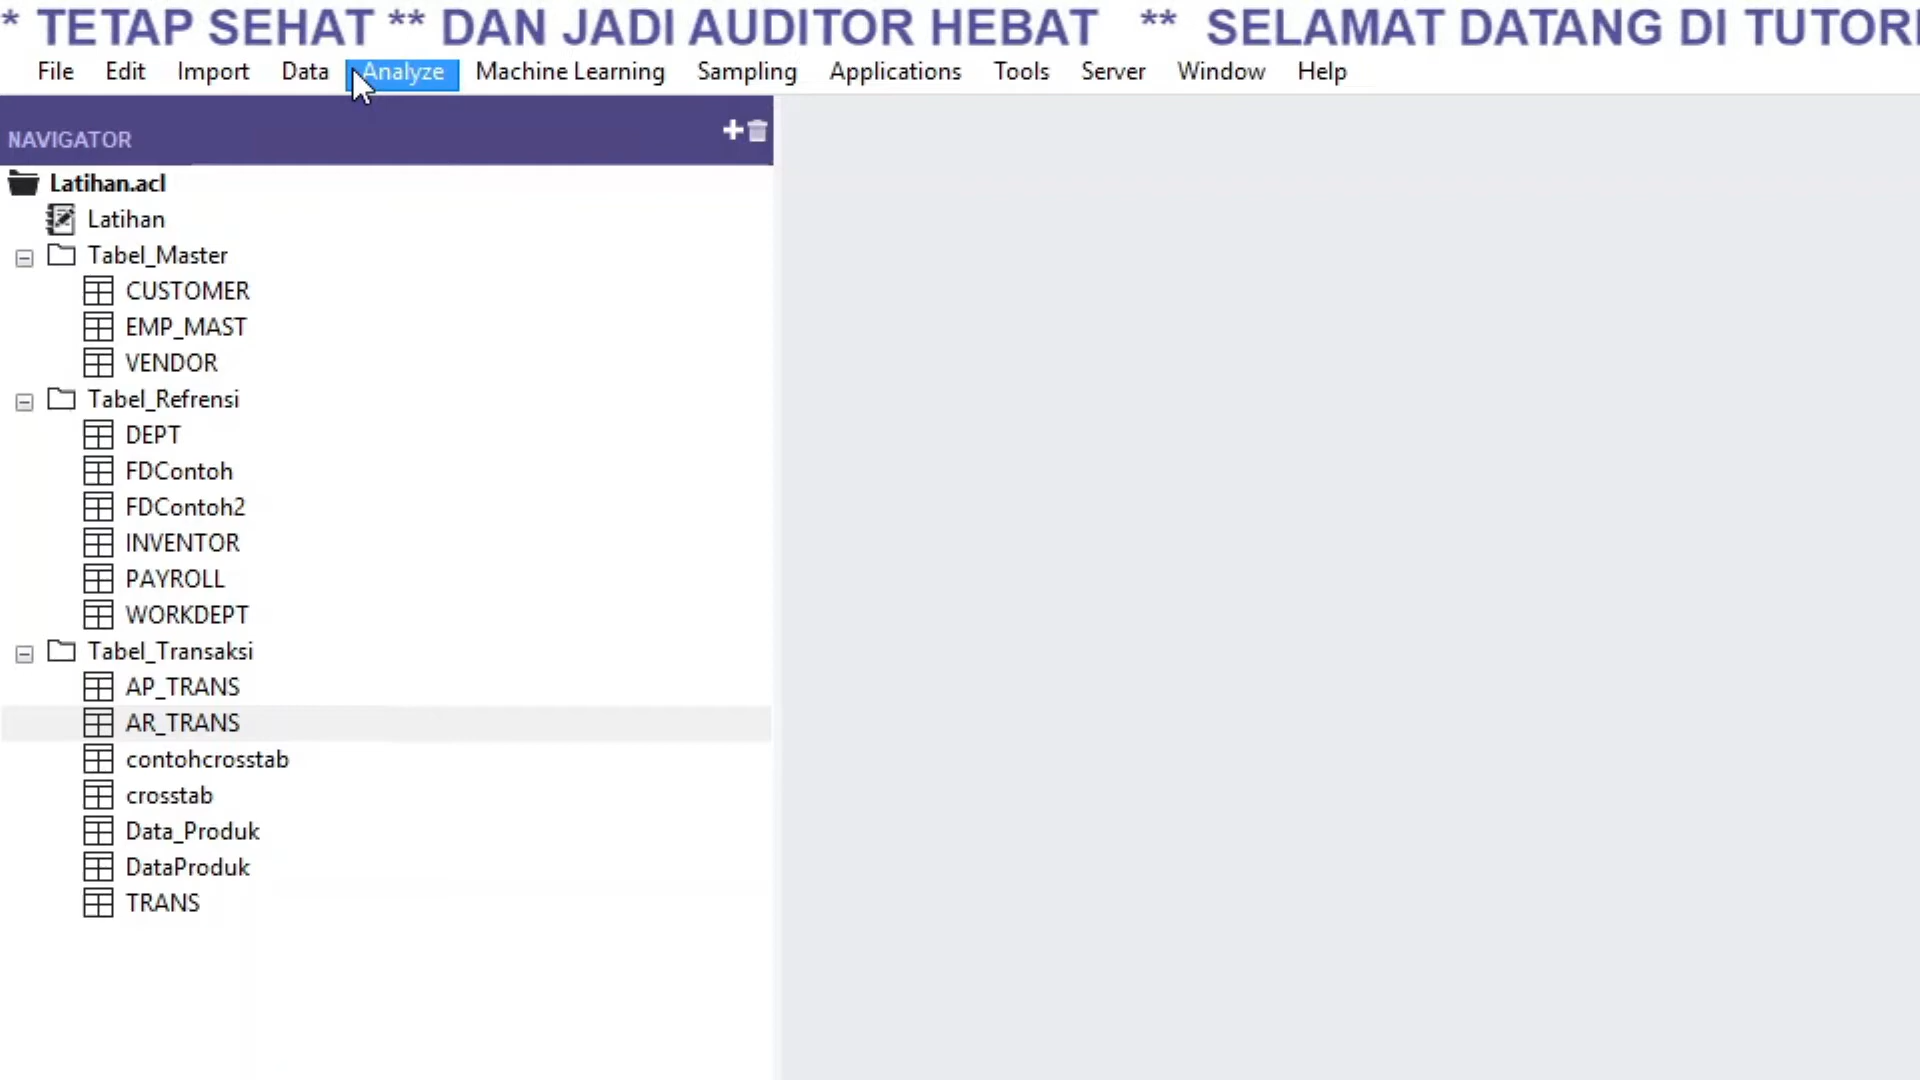 * TETAP SEHAT ** DAN JADI AUDITOR HEBAT ** SELAMAT DATANG DI TUTORI
File Edit Import Data Analyze Machine Learning Sampling Applications Tools Server Window Help
NAVIGATOR
Latihan.acl
Latihan
Tabel_Master
CUSTOMER
EMP_MAST
VENDOR
Tabel_Refrensi
DEPT
FDContoh
FDContoh2
INVENTOR
PAYROLL
WORKDEPT
Tabel_Transaksi
AP_TRANS
AR_TRANS
contohcrosstab
crosstab
Data_Produk
DataProduk
TRANS